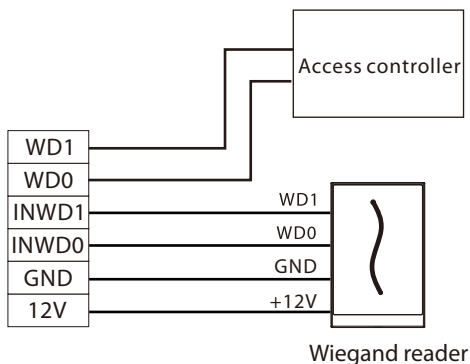 Access controller
WD1
WD0
INWD1
INWD0
GND
12V
WD1
WD0
GND
+12V
Wiegand reader